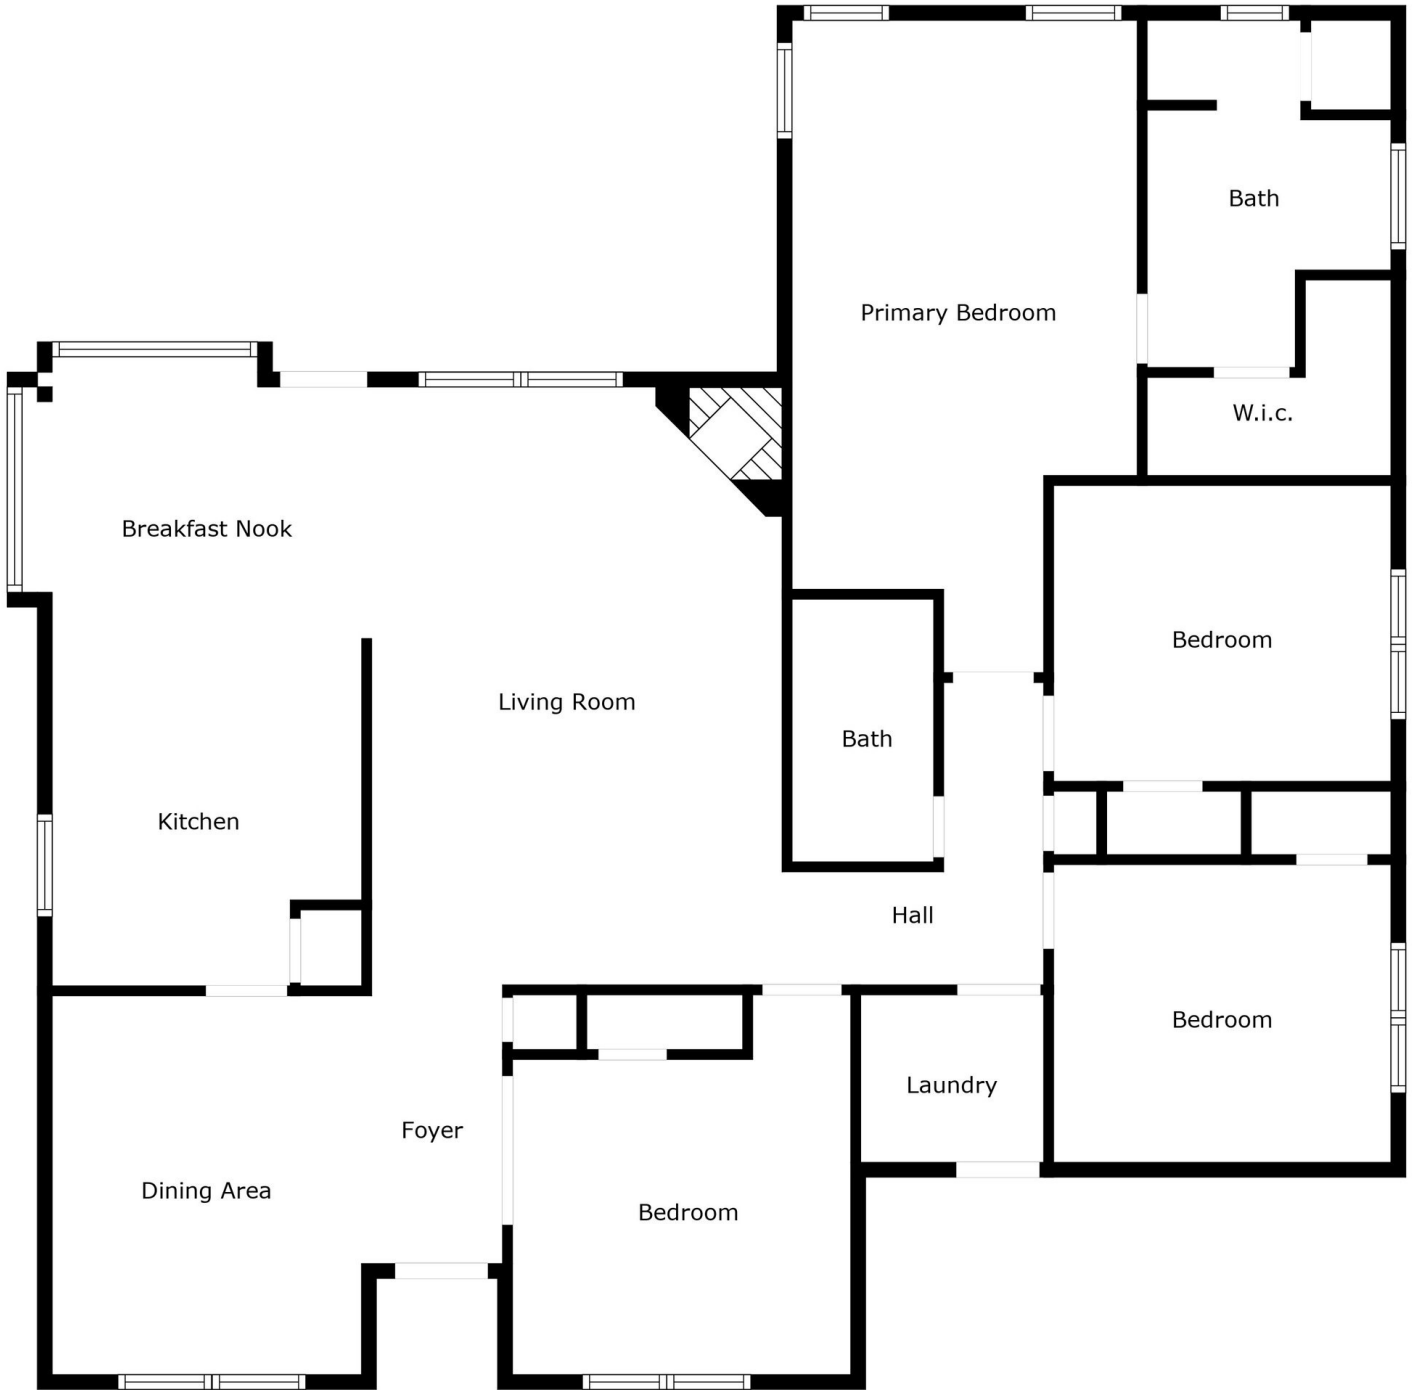 Bath
Primary Bedroom
W.i.c.
Breakfast Nook
Bedroom
Living Room
Bath
Kitchen
Hall
Bedroom
Laundry
Foyer
Dining Area
Bedroom